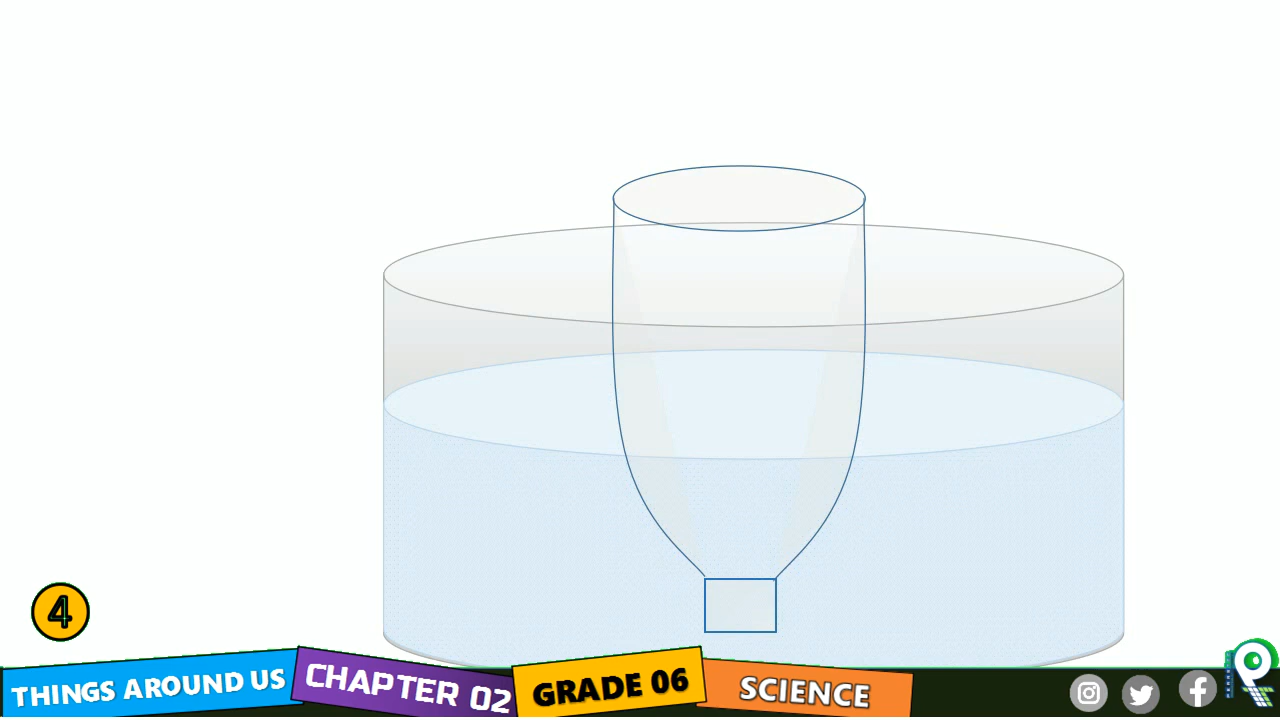 4
THINGS AROUND US
CHAPTER 02
GRADE 06
SCIENCE